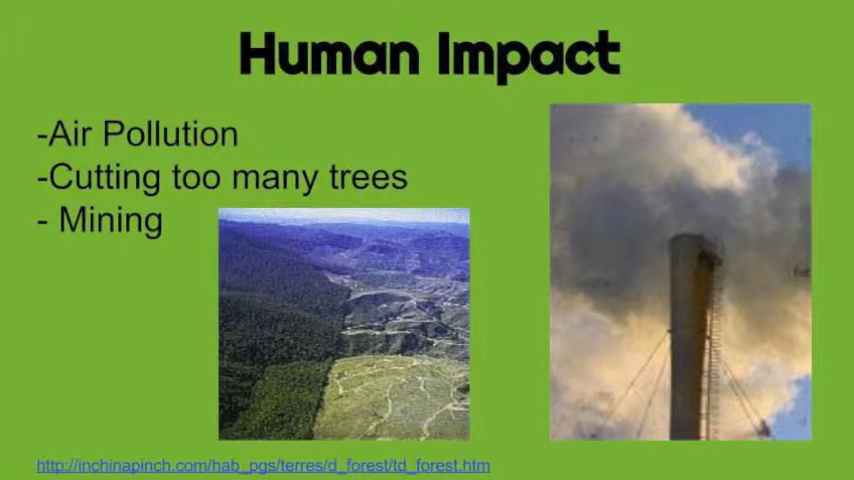 Human Impact
-Air Pollution
-Cutting too many trees
- Mining
http://inchinapinch.com/hab_pgs/terres/d_forest/td_forest.htm